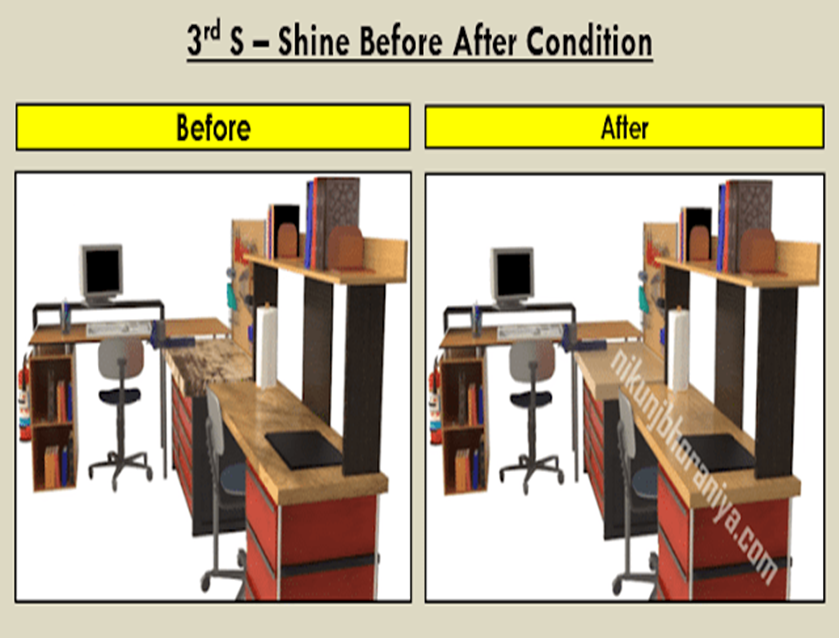 3rd S – Shine Before After Condition
Before
After
nikunjbhoraniya.com